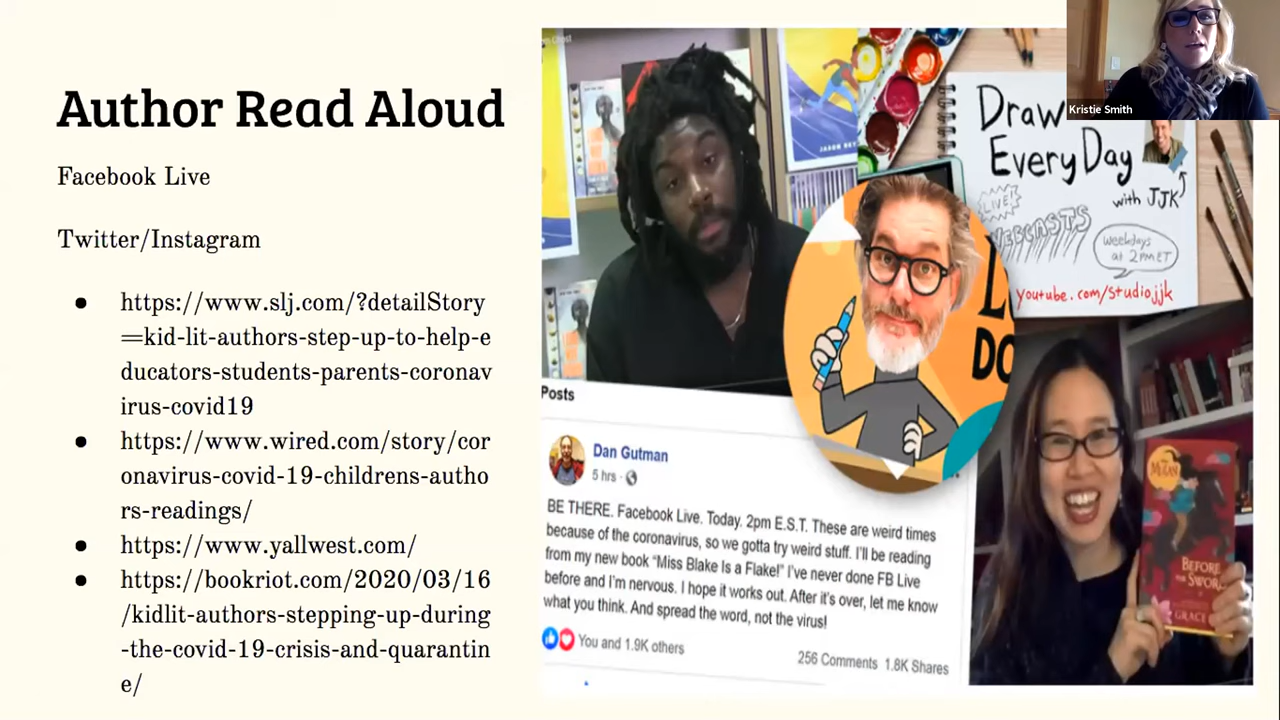 Author Read Aloud
Facebook Live
Twitter/Instagram
https://www.slj.com/?detailStory
=kid-lit-authors-step-up-to-help-e
ducators-students-parents-coronav
irus-covid19
https://www.wired.com/story/cor
onavirus-covid-19-childrens-autho
rs-readings/
https://www.yallwest.com/
https://bookriot.com/2020/03/16
/kidlit-authors-stepping-up-during
-the-covid-19-crisis-and-quarantin
e/
Kristie Smith
Draw
EveryDay
with JJK
LIVE!
WEBCASTS
weekdays
at 2PM ET
youtube.com/studiojjk
DO
Posts
Dan Gutman
5 hrs
BE THERE. Facebook Live. Today. 2pm E.S.T. These are weird times
because of the coronavirus, so we gotta try weird stuff. I'll be reading
from my new book “Miss Blake Is a Flake!” I've never done FB Live
before and I'm nervous. I hope it works out. After it's over, let me know
what you think. And spread the word, not the virus!
You and 1.9K others
256 Comments 1.8K Shares
MULAN
BEFORE
THE SWORD
GRACE